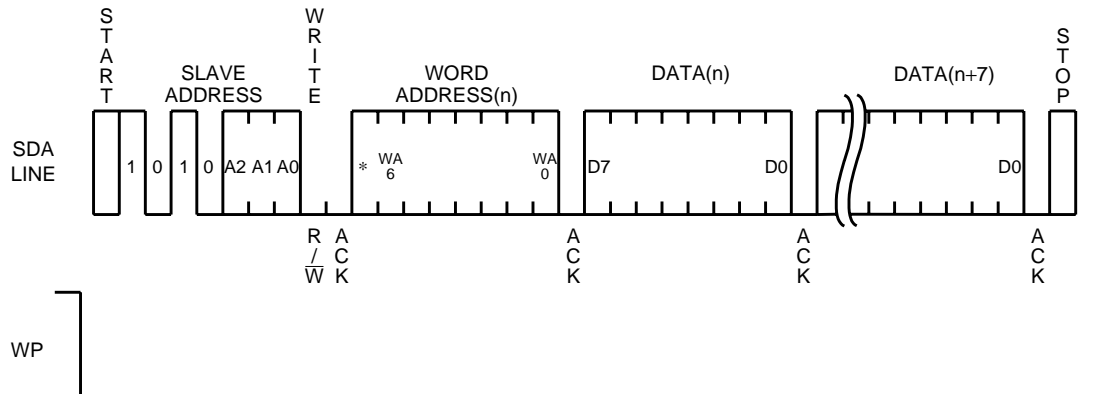 START
WRITE
STOP
SLAVE
ADDRESS
WORD
ADDRESS(n)
DATA(n)
DATA(n+7)
SDA
LINE
1 0 1 0 A2 A1 A0
* WA
6
WA
0
D7 D0
D0
R/W
ACK
ACK
ACK
ACK
WP